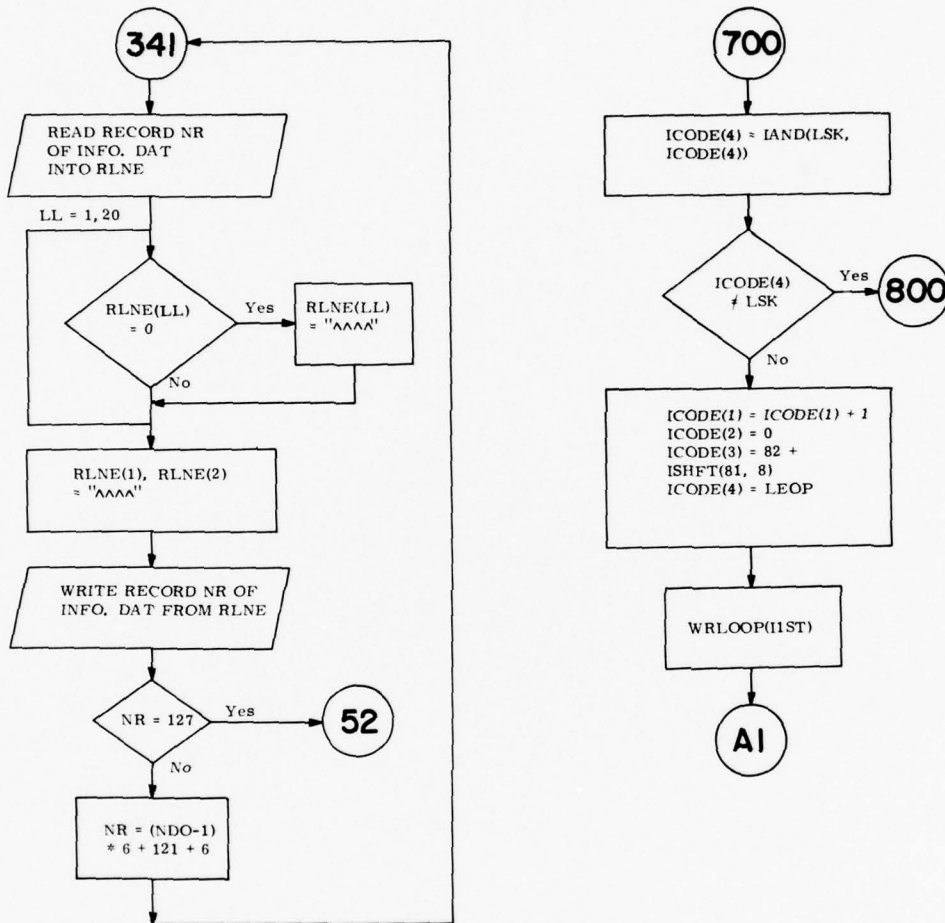 341
READ RECORD NR
OF INFO. DAT
INTO RLNE
LL = 1, 20
RLNE(LL)
= 0
Yes
RLNE(LL)
= "^^^^"
No
RLNE(1), RLNE(2)
= "^^^^"
WRITE RECORD NR OF
INFO. DAT FROM RLNE
NR = 127
Yes
52
No
NR = (NDO-1)
* 6 + 121 + 6
700
ICODE(4) = IAND(LSK,
ICODE(4))
ICODE(4)
≠ LSK
Yes
800
No
ICODE(1) = ICODE(1) + 1
ICODE(2) = 0
ICODE(3) = 82 +
ISHFT(81, 8)
ICODE(4) = LEOP
WRLOOP(I1ST)
A1